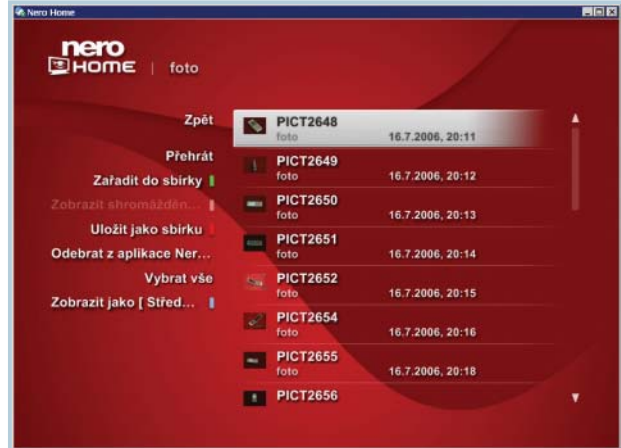 Nero Home
nero
HOME | foto
Zpět
Přehrát
Zařadit do sbírky
Zobrazit shromážděn...
Uložit jako sbírku
Odebrat z aplikace Ner...
Vybrat vše
Zobrazit jako [ Střed...
PICT2648
foto 16.7.2006, 20:11
PICT2649
foto 16.7.2006, 20:12
PICT2650
foto 16.7.2006, 20:13
PICT2651
foto 16.7.2006, 20:14
PICT2652
foto 16.7.2006, 20:15
PICT2654
foto 16.7.2006, 20:16
PICT2655
foto 16.7.2006, 20:18
PICT2656